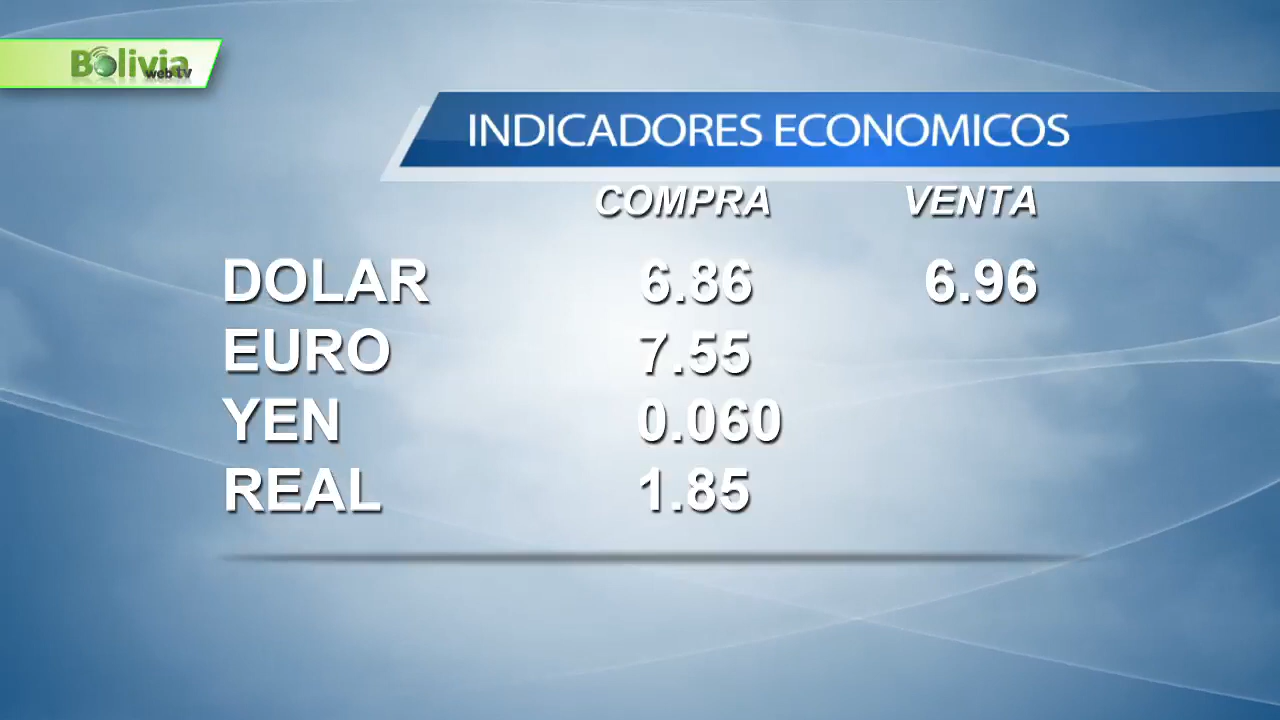 Bolivia
web tv
INDICADORES ECONOMICOS
COMPRA VENTA
DOLAR 6.86 6.96
EURO 7.55
YEN 0.060
REAL 1.85